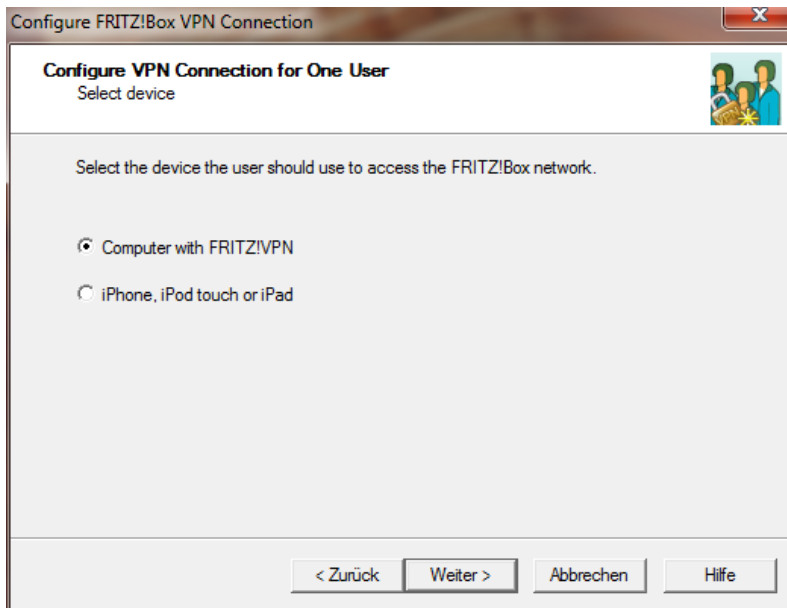 Configure FRITZ!Box VPN Connection
Configure VPN Connection for One User
Select device
Select the device the user should use to access the FRITZ!Box network.
Computer with FRITZ!VPN
iPhone, iPod touch or iPad
< Zurück Weiter > Abbrechen Hilfe